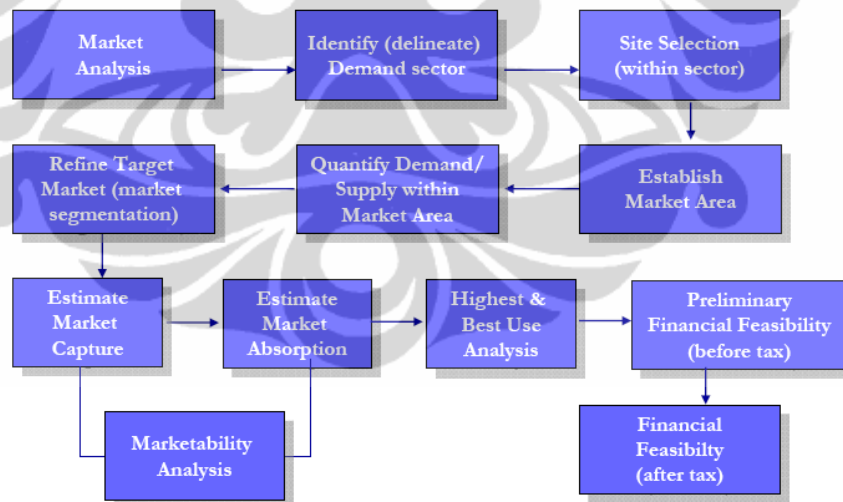 Market
Analysis
Identify (delineate)
Demand sector
Site Selection
(within sector)
Refine Target
Market (market
segmentation)
Quantify Demand/
Supply within
Market Area
Establish
Market Area
Estimate
Market
Capture
Estimate
Market
Absorption
Highest &
Best Use
Analysis
Preliminary
Financial Feasibility
(before tax)
Marketability
Analysis
Financial
Feasibilty
(after tax)